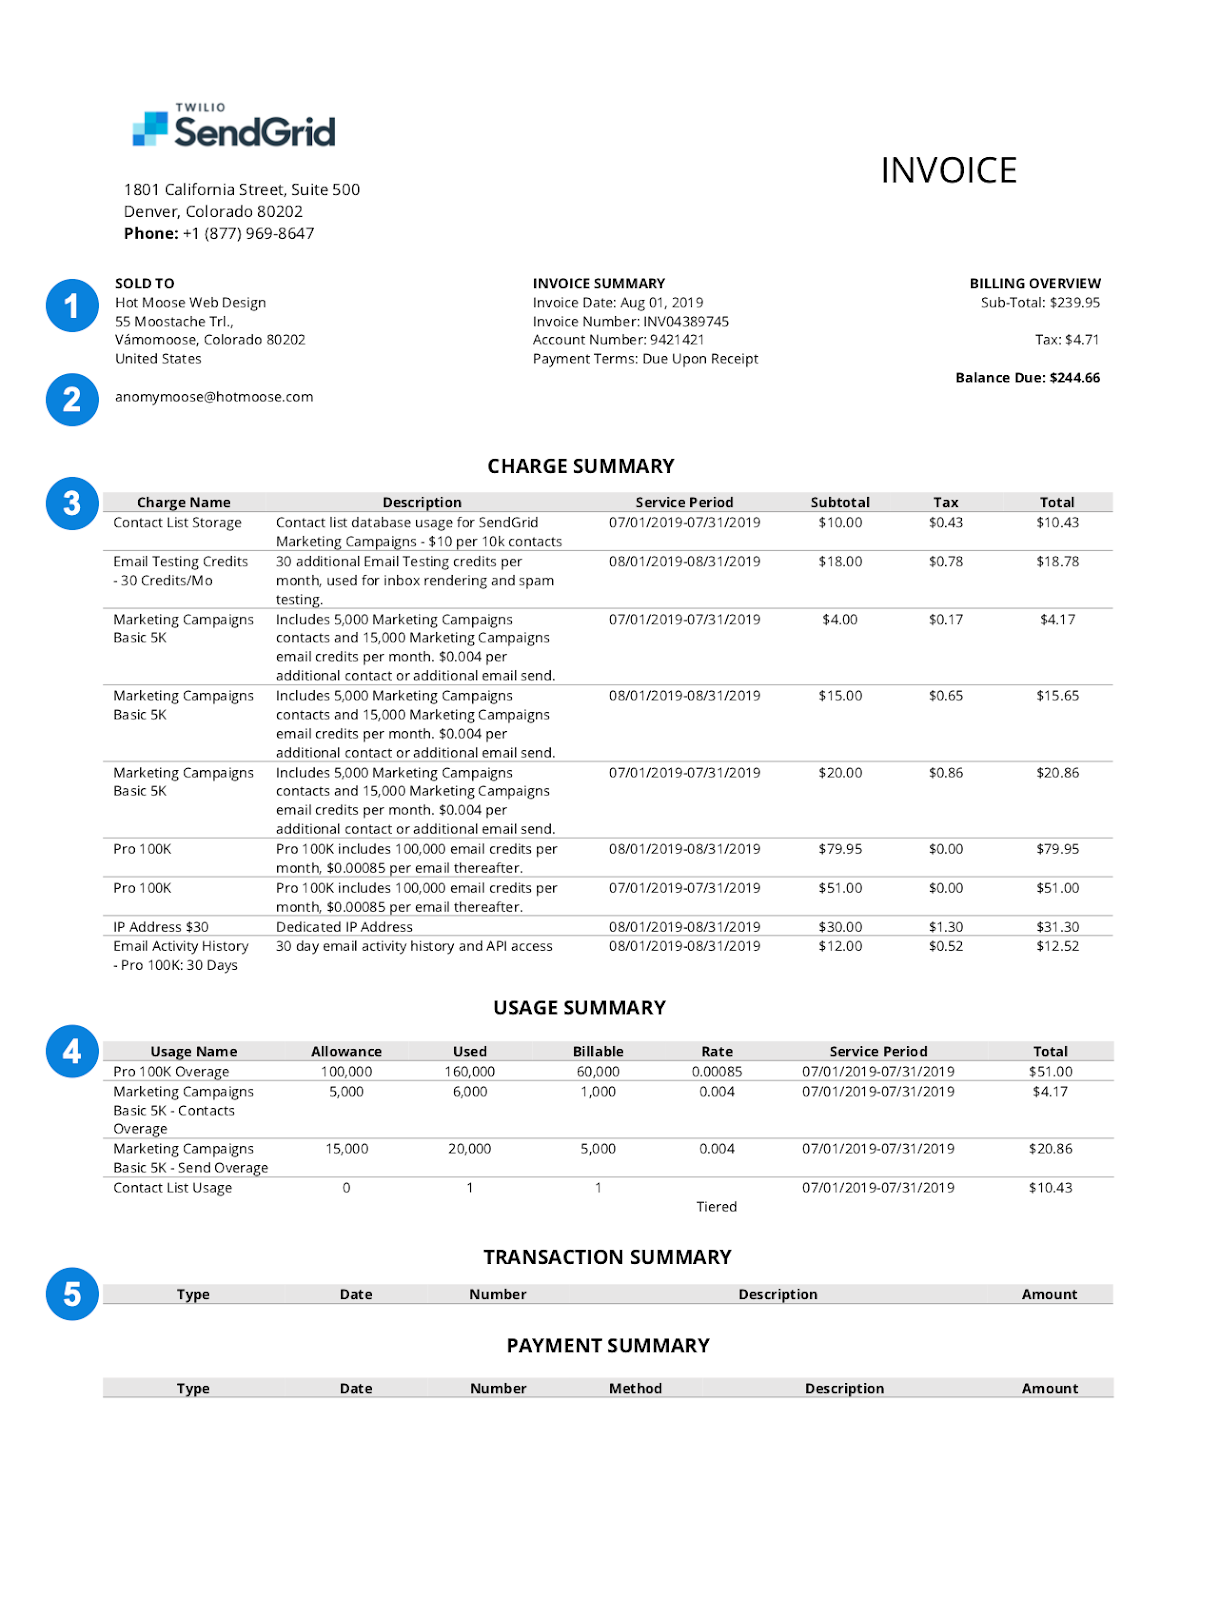 TWILIO
SendGrid
INVOICE
1801 California Street, Suite 500
Denver, Colorado 80202
Phone: +1 (877) 969-8647
1
SOLD TO
Hot Moose Web Design
55 Moostache Trl.,
Vámomoose, Colorado 80202
United States
2
anomymoose@hotmoose.com
INVOICE SUMMARY
Invoice Date: Aug 01, 2019
Invoice Number: INV04389745
Account Number: 9421421
Payment Terms: Due Upon Receipt
BILLING OVERVIEW
Sub-Total: $239.95
Tax: $4.71
Balance Due: $244.66
CHARGE SUMMARY
3
Charge Name Description Service Period Subtotal Tax Total
Contact List Storage Contact list database usage for SendGrid 07/01/2019-07/31/2019 $10.00 $0.43 $10.43
Marketing Campaigns - $10 per 10k contacts
Email Testing Credits 30 additional Email Testing credits per 08/01/2019-08/31/2019 $18.00 $0.78 $18.78
- 30 Credits/Mo month, used for inbox rendering and spam
testing.
Marketing Campaigns Includes 5,000 Marketing Campaigns 07/01/2019-07/31/2019 $4.00 $0.17 $4.17
Basic 5K contacts and 15,000 Marketing Campaigns
email credits per month. $0.004 per
additional contact or additional email send.
Marketing Campaigns Includes 5,000 Marketing Campaigns 08/01/2019-08/31/2019 $15.00 $0.65 $15.65
Basic 5K contacts and 15,000 Marketing Campaigns
email credits per month. $0.004 per
additional contact or additional email send.
Marketing Campaigns Includes 5,000 Marketing Campaigns 07/01/2019-07/31/2019 $20.00 $0.86 $20.86
Basic 5K contacts and 15,000 Marketing Campaigns
email credits per month. $0.004 per
additional contact or additional email send.
Pro 100K Pro 100K includes 100,000 email credits per 08/01/2019-08/31/2019 $79.95 $0.00 $79.95
month, $0.00085 per email thereafter.
Pro 100K Pro 100K includes 100,000 email credits per 07/01/2019-07/31/2019 $51.00 $0.00 $51.00
month, $0.00085 per email thereafter.
IP Address $30 Dedicated IP Address 08/01/2019-08/31/2019 $30.00 $1.30 $31.30
Email Activity History 30 day email activity history and API access 08/01/2019-08/31/2019 $12.00 $0.52 $12.52
- Pro 100K: 30 Days
USAGE SUMMARY
4
Usage Name Allowance Used Billable Rate Service Period Total
Pro 100K Overage 100,000 160,000 60,000 0.00085 07/01/2019-07/31/2019 $51.00
Marketing Campaigns 5,000 6,000 1,000 0.004 07/01/2019-07/31/2019 $4.17
Basic 5K - Contacts
Overage
Marketing Campaigns 15,000 20,000 5,000 0.004 07/01/2019-07/31/2019 $20.86
Basic 5K - Send Overage
Contact List Usage 0 1 1 07/01/2019-07/31/2019 $10.43
Tiered
TRANSACTION SUMMARY
5
Type Date Number Description Amount
PAYMENT SUMMARY
Type Date Number Method Description Amount